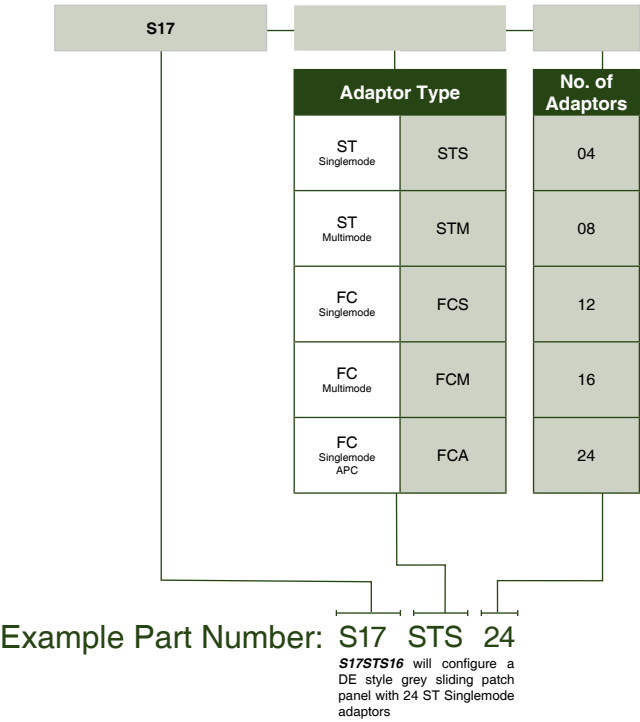 S17
Adaptor Type
No. of
Adaptors
ST
Singlemode
STS
04
ST
Multimode
STM
08
FC
Singlemode
FCS
12
FC
Multimode
FCM
16
FC
Singlemode
APC
FCA
24
Example Part Number: S17 STS 24
S17STS16 will configure a
DE style grey sliding patch
panel with 24 ST Singlemode
adaptors